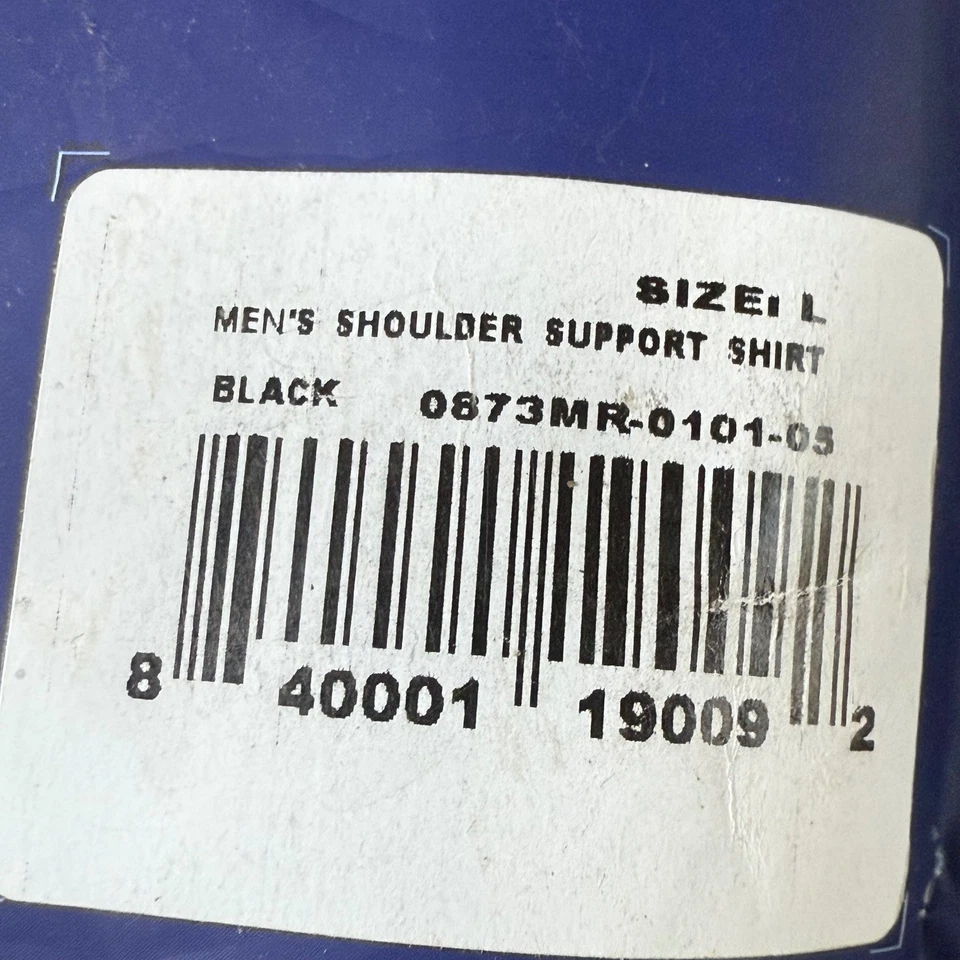 SIZE: L
MEN'S SHOULDER SUPPORT SHIRT
BLACK 0873MR-0101-05
8 40001 19009 2